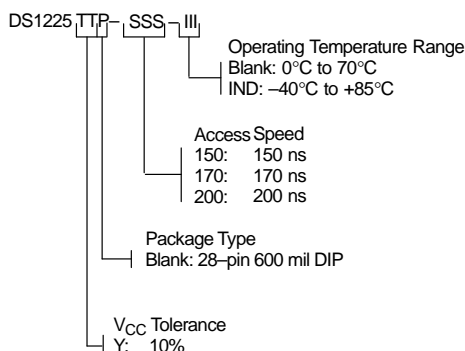 DS1225 TTP– SSS – III
Operating Temperature Range
Blank: 0°C to 70°C
IND: –40°C to +85°C
Access Speed
150: 150 ns
170: 170 ns
200: 200 ns
Package Type
Blank: 28–pin 600 mil DIP
VCC Tolerance
Y: 10%